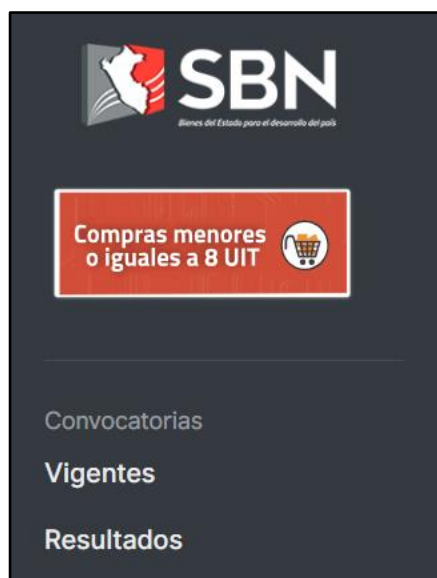 SBN
Bienes del Estado para el desarrollo del país
Compras menores
o iguales a 8 UIT
Convocatorias
Vigentes
Resultados